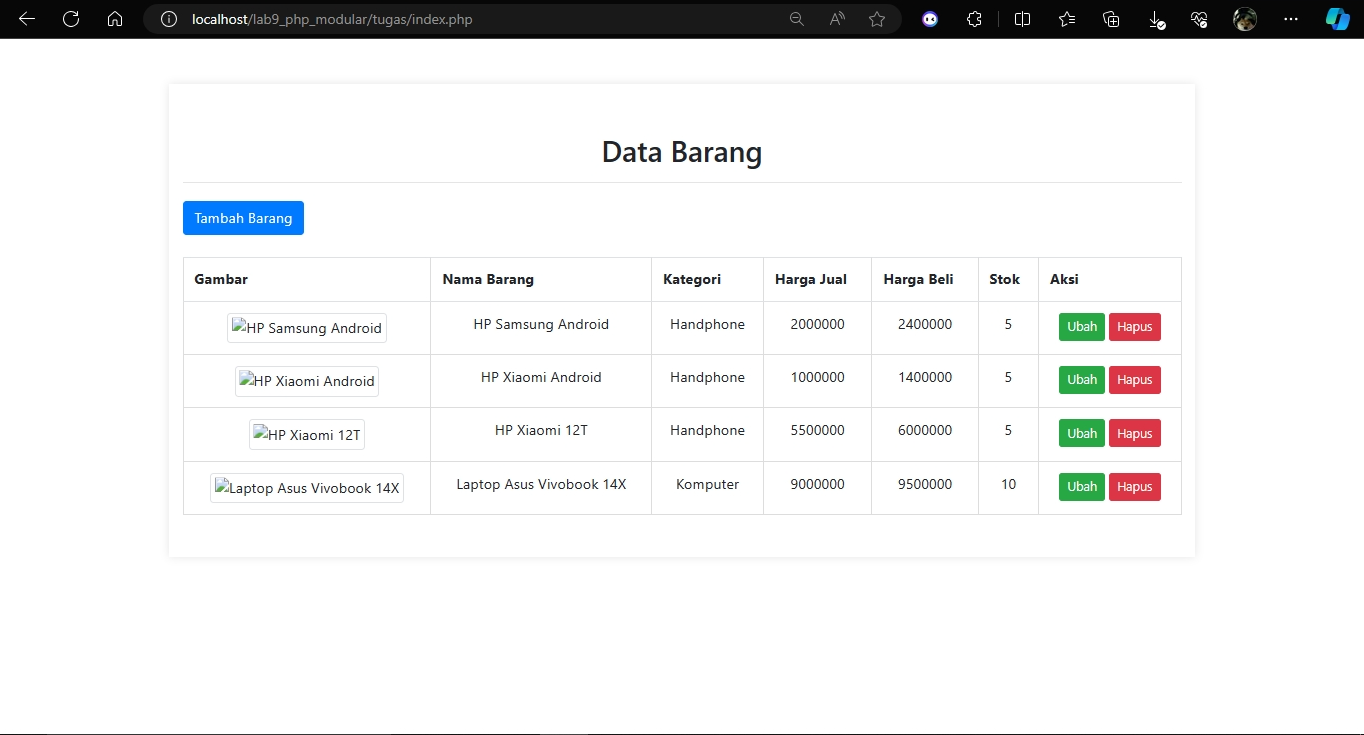 localhost/lab9_php_modular/tugas/index.php
Data Barang
Tambah Barang
Gambar Nama Barang Kategori Harga Jual Harga Beli Stok Aksi
HP Samsung Android HP Samsung Android Handphone 2000000 2400000 5 Ubah Hapus
HP Xiaomi Android HP Xiaomi Android Handphone 1000000 1400000 5 Ubah Hapus
HP Xiaomi 12T HP Xiaomi 12T Handphone 5500000 6000000 5 Ubah Hapus
Laptop Asus Vivobook 14X Laptop Asus Vivobook 14X Komputer 9000000 9500000 10 Ubah Hapus